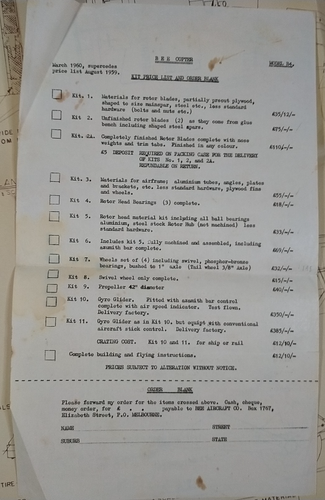 BEE COPTER
MODEL S4.
March 1960, supercedes
price list August 1959.
KIT PRICE LIST AND ORDER BLANK
Kit. 1. Materials for rotor blades, partially precut plywood,
shaped to size mainspar, steel etc., less standard
hardware (bolts and nuts etc.) £35/12/-
Kit 2. Unfinished rotor blades (2) as they come from glue
bench including shaped steel spars. £75/-/-
Kit. 2A. Completely finished Rotor Blades complete with nose
weights and trim tabs. Finished in any colour. £110/-/-
£5 DEPOSIT REQUIRED ON PACKING CASE FOR THE DELIVERY
OF KITS No. 1, 2, and 2A.
REFUNDABLE ON RETURN.
Kit. 3. Materials for airframe; aluminium tubes, angles, plates
and brackets, etc. less standard hardware, plywood fins
and wheels. £55/-/-
Kit 4. Rotor Head Bearings (3) complete. £18/-/-
Kit 5. Rotor head material kit including all ball bearings
aluminium, steel stock Rotor Hub (not machined) less
standard hardware. £33/-/-
Kit 6. Includes kit 5. fully machined and assembled, including
azumith bar complete. £69/-/-
Kit 7. Wheels set of (4) including swivel, phosphor-bronze
bearings, bushed to 1" axle (Tail wheel 5/8" Axle) £32/-/-
Kit 8. Swivel wheel only complete. £15/-/-
Kit 9. Propeller 42" diameter £40/-/-
Kit 10. Gyro Glider. Fitted with azumith bar control
complete with air speed indicator. Test flown.
Delivery factory. £350/-/-
Kit 11. Gyro Glider as in Kit 10, but equipt with conventional
aircraft stick control. Delivery factory. £385/-/-
CRATING COST. Kit 10 and 11. for ship or rail £12/10/-
Complete building and flying instructions. £12/10/-
PRICES SUBJECT TO ALTERATION WITHOUT NOTICE.
ORDER BLANK
Please forward my order for the items crossed above. Cash, cheque,
money order, for £ . . payable to BEE AIRCRAFT CO. Box 1767,
Elizabeth Street, P.O. MELBOURNE.
NAME STREET
SUBURB STATE